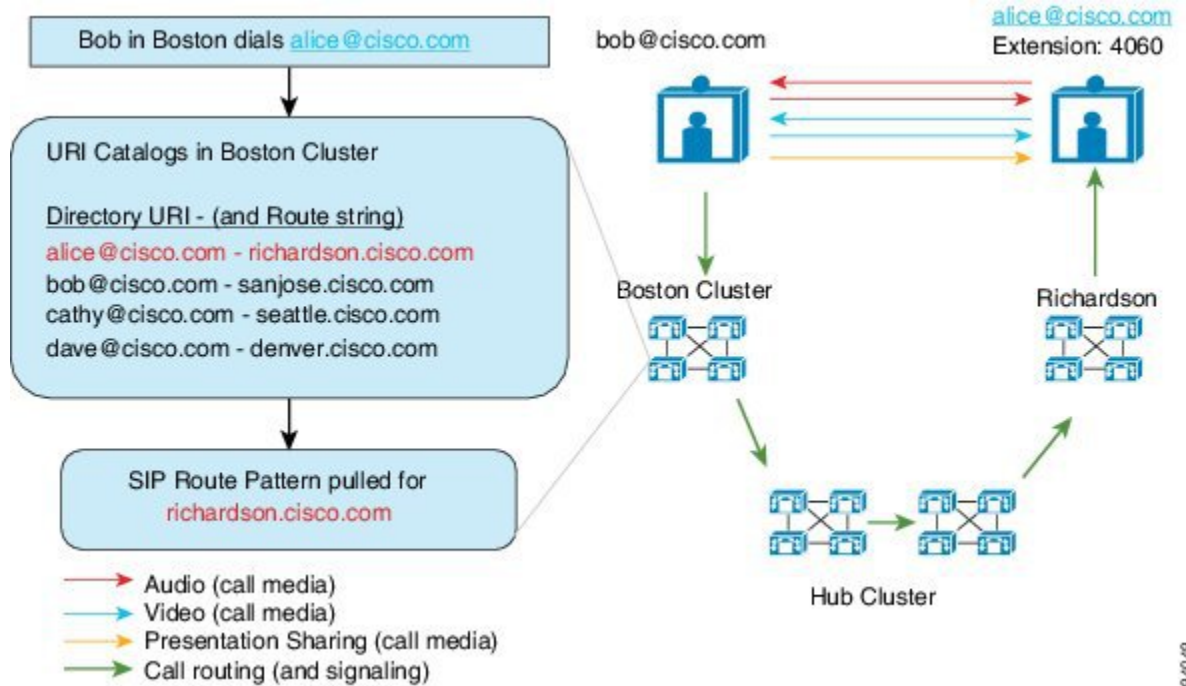 Bob in Boston dials alice@cisco.com
URI Catalogs in Boston Cluster
Directory URI - (and Route string)
alice@cisco.com - richardson.cisco.com
bob@cisco.com - sanjose.cisco.com
cathy@cisco.com - seattle.cisco.com
dave@cisco.com - denver.cisco.com
SIP Route Pattern pulled for
richardson.cisco.com
Audio (call media)
Video (call media)
Presentation Sharing (call media)
Call routing (and signaling)
bob@cisco.com
alice@cisco.com
Extension: 4060
Boston Cluster
Richardson
Hub Cluster